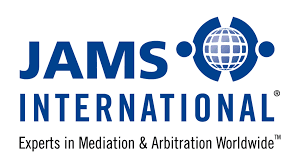 JAMS
INTERNATIONAL®
Experts in Mediation & Arbitration Worldwide™